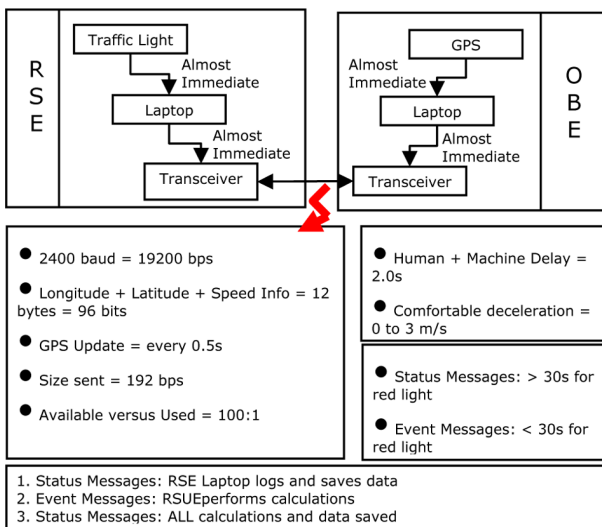 R
S
E
Traffic Light
Almost
Immediate
Laptop
Almost
Immediate
Transceiver
GPS
Almost
Immediate
Laptop
Almost
Immediate
Transceiver
O
B
E
● 2400 baud = 19200 bps
● Longitude + Latitude + Speed Info = 12
bytes = 96 bits
● GPS Update = every 0.5s
● Size sent = 192 bps
● Available versus Used = 100:1
● Human + Machine Delay =
2.0s
● Comfortable deceleration =
0 to 3 m/s
● Status Messages: > 30s for
red light
● Event Messages: < 30s for
red light
1. Status Messages: RSE Laptop logs and saves data
2. Event Messages: RSUEperforms calculations
3. Status Messages: ALL calculations and data saved